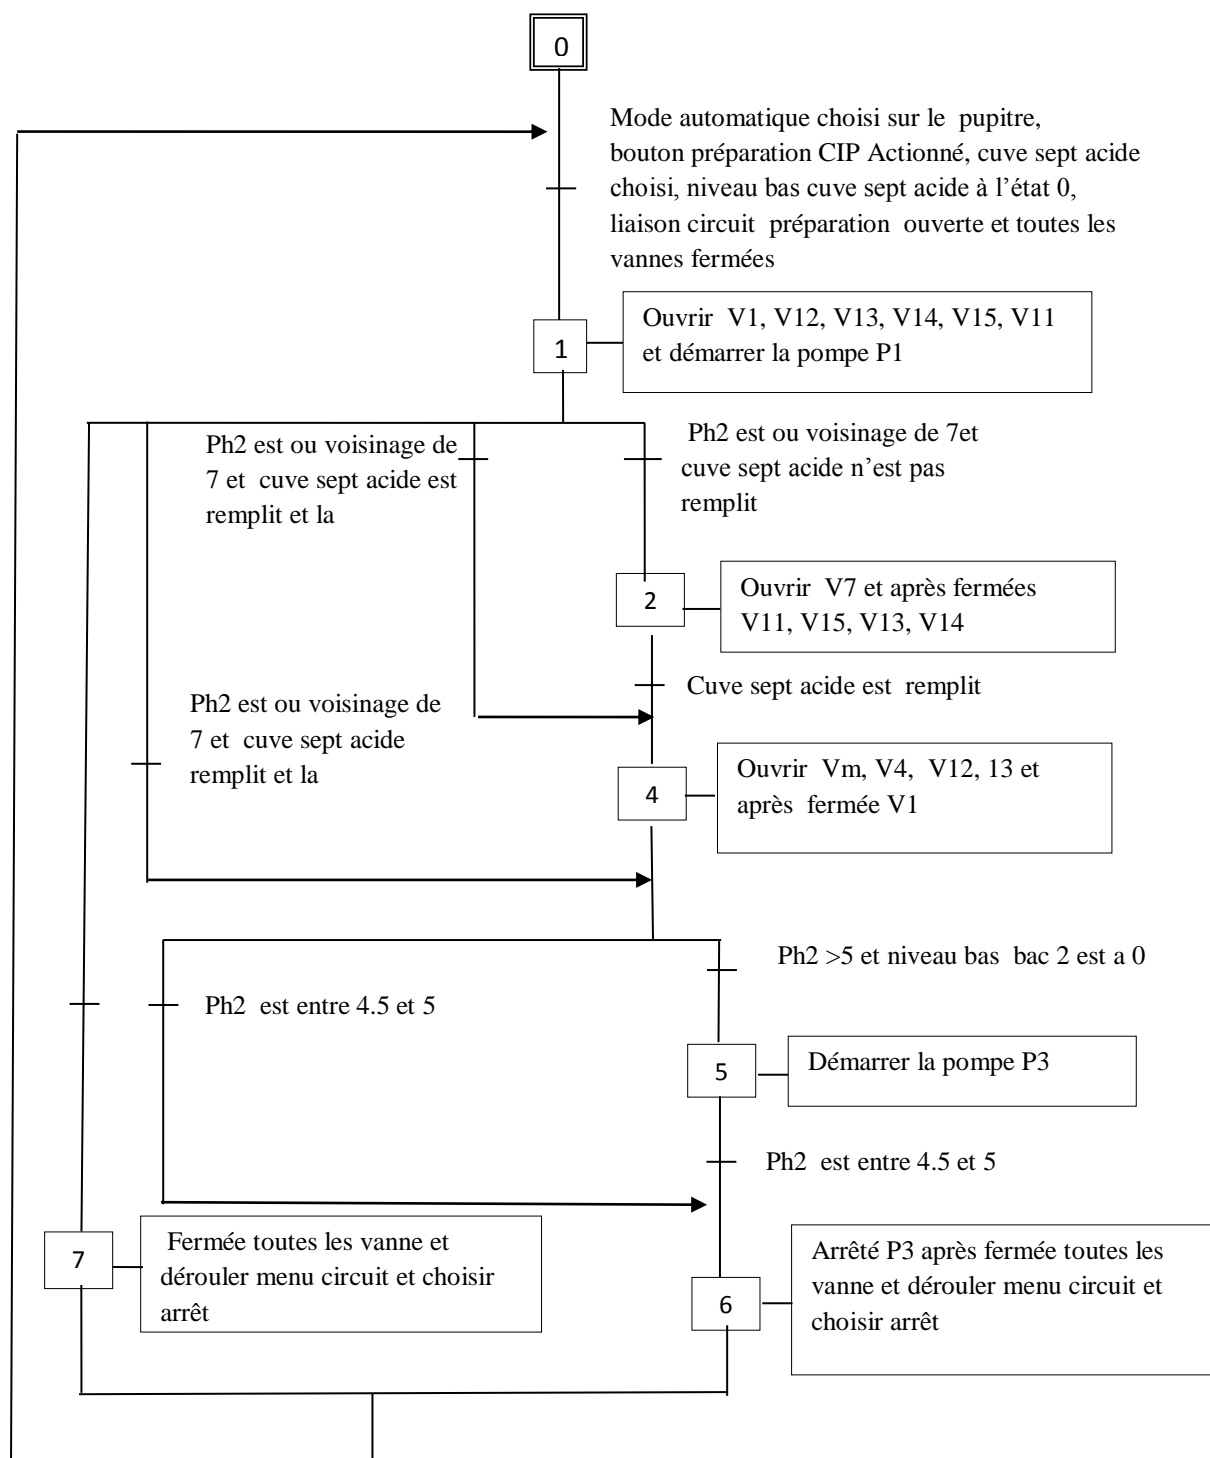 0
Mode automatique choisi sur le pupitre,
bouton préparation CIP Actionné, cuve sept acide
choisi, niveau bas cuve sept acide à l'état 0,
liaison circuit préparation ouverte et toutes les
vannes fermées
1
Ouvrir V1, V12, V13, V14, V15, V11
et démarrer la pompe P1
Ph2 est ou voisinage de
7 et cuve sept acide est
remplit et la
Ph2 est ou voisinage de 7et
cuve sept acide n'est pas
remplit
2
Ouvrir V7 et après fermées
V11, V15, V13, V14
Cuve sept acide est remplit
Ph2 est ou voisinage de
7 et cuve sept acide
remplit et la
4
Ouvrir Vm, V4, V12, 13 et
après fermée V1
Ph2 >5 et niveau bas bac 2 est a 0
Ph2 est entre 4.5 et 5
5
Démarrer la pompe P3
Ph2 est entre 4.5 et 5
7
Fermée toutes les vanne et
dérouler menu circuit et choisir
arrêt
6
Arrêté P3 après fermée toutes les
vanne et dérouler menu circuit et
choisir arrêt